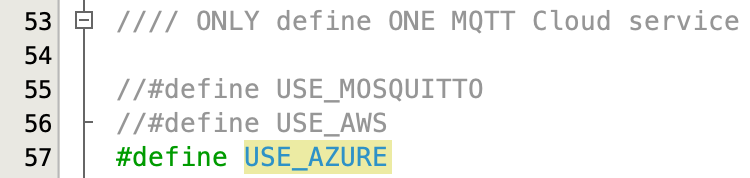 53 //// ONLY define ONE MQTT Cloud service
54
55 //#define USE_MOSQUITTO
56 //#define USE_AWS
57 #define USE_AZURE